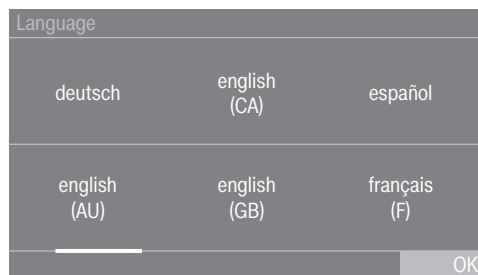 Language
deutsch
english
(CA)
español
english
(AU)
english
(GB)
français
(F)
OK